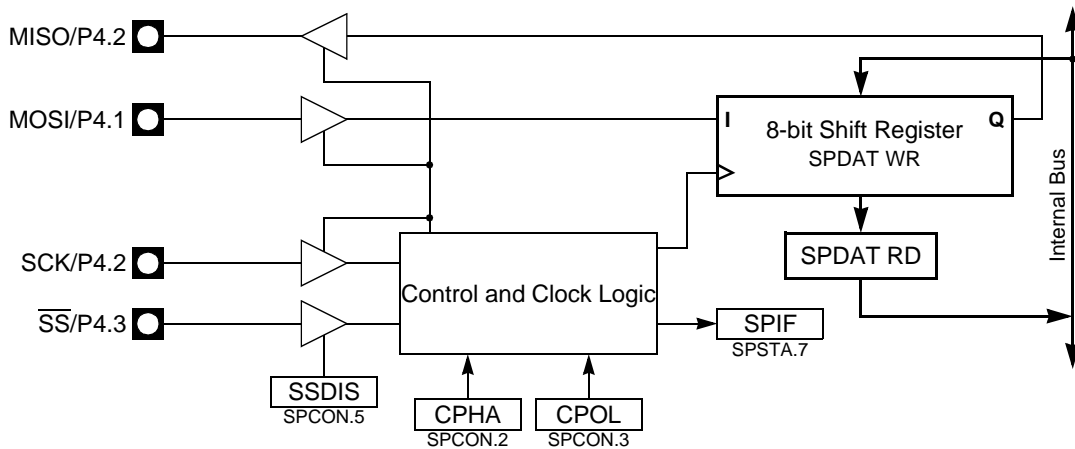 MISO/P4.2
MOSI/P4.1
I
8-bit Shift Register
Q
SPDAT WR
Internal Bus
SCK/P4.2
SPDAT RD
Control and Clock Logic
SS/P4.3
SPIF
SPSTA.7
SSDIS
SPCON.5
CPHA
SPCON.2
CPOL
SPCON.3